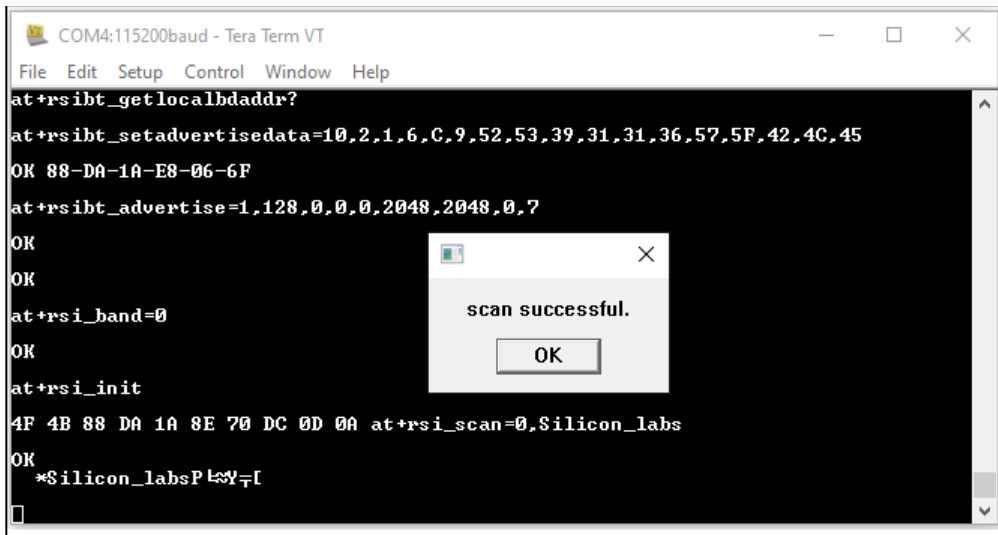 COM4:115200baud - Tera Term VT
File Edit Setup Control Window Help
at+rsibt_getlocalbdaddr?
at+rsibt_setadvertisedata=10,2,1,6,C,9,52,53,39,31,31,36,57,5F,42,4C,45
OK 88-DA-1A-E8-06-6F
at+rsibt_advertise=1,128,0,0,0,2048,2048,0,7
OK
OK
at+rsi_band=0
OK
at+rsi_init
4F 4B 88 DA 1A 8E 70 DC 0D 0A at+rsi_scan=0,Silicon_labs
OK
*Silicon_labsP
scan successful.
OK